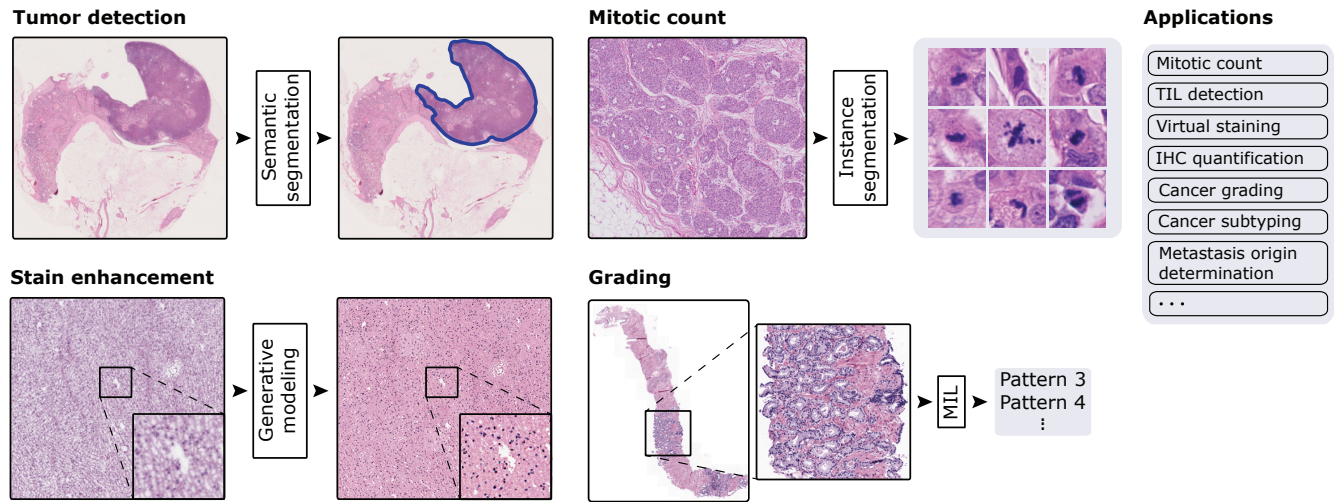 Tumor detection
Semantic
segmentation
Mitotic count
Instance
segmentation
Applications
Mitotic count
TIL detection
Virtual staining
IHC quantification
Cancer grading
Cancer subtyping
Metastasis origin
determination
...
Stain enhancement
Generative
modeling
Grading
MIL
Pattern 3
Pattern 4
⋮